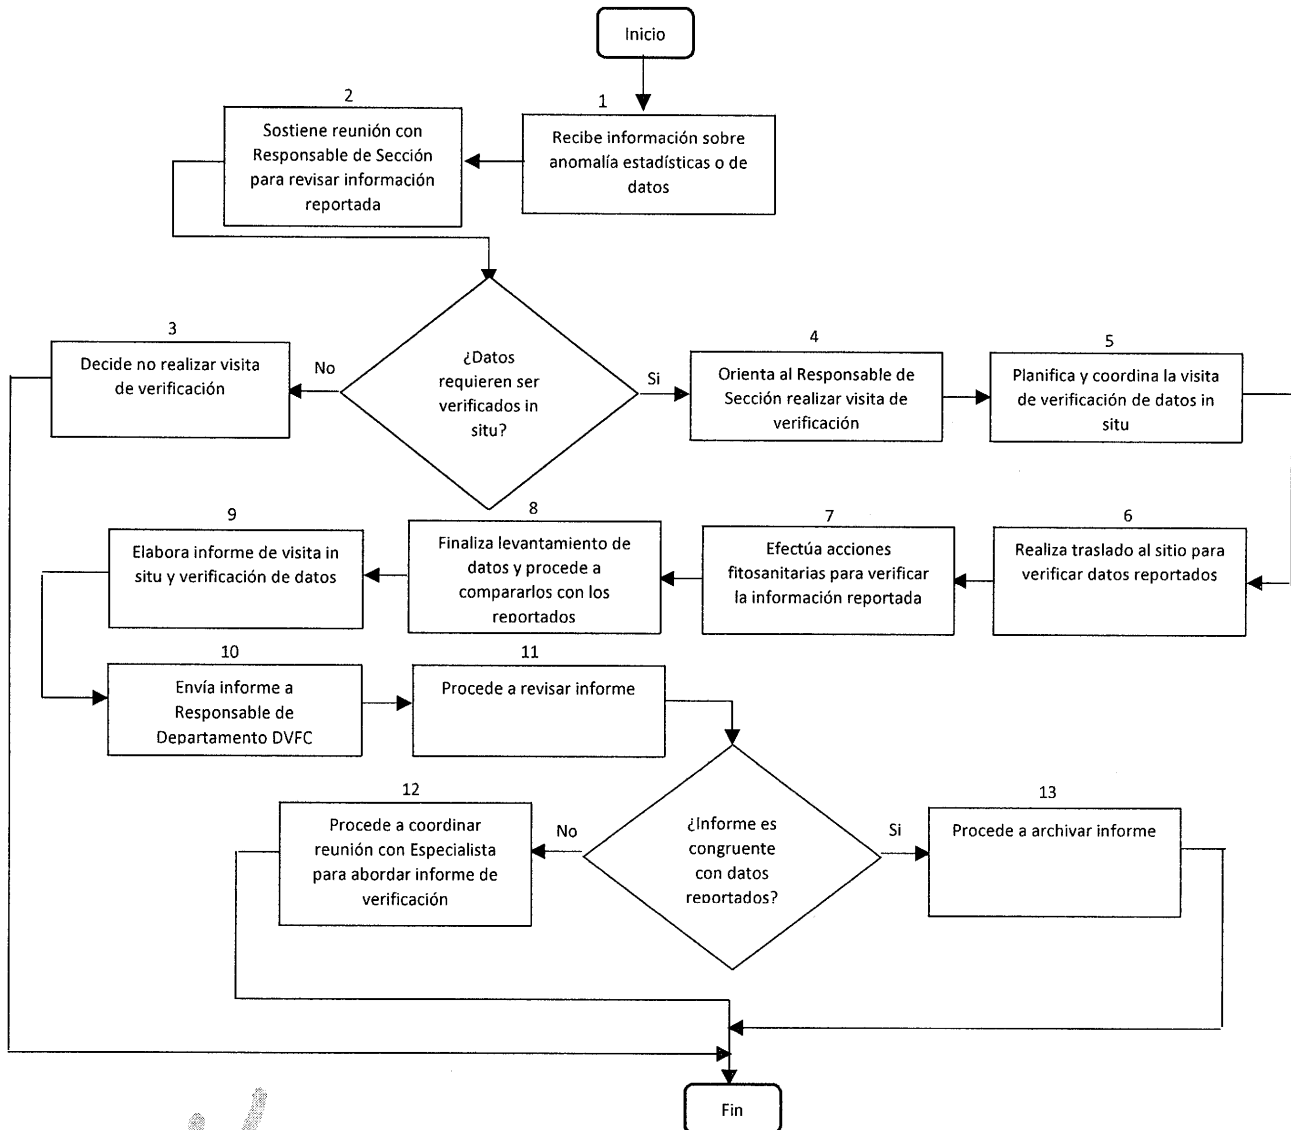 Inicio
1
Recibe información sobre
anomalía estadísticas o de
datos
2
Sostiene reunión con
Responsable de Sección
para revisar información
reportada
¿Datos
requieren ser
verificados in
situ?
No
3
Decide no realizar visita
de verificación
Si
4
Orienta al Responsable de
Sección realizar visita de
verificación
5
Planifica y coordina la visita
de verificación de datos in
situ
6
Realiza traslado al sitio para
verificar datos reportados
7
Efectúa acciones
fitosanitarias para verificar
la información reportada
8
Finaliza levantamiento de
datos y procede a
compararlos con los
reportados
9
Elabora informe de visita in
situ y verificación de datos
10
Envía informe a
Responsable de
Departamento DVFC
11
Procede a revisar informe
¿Informe es
congruente
con datos
reportados?
No
12
Procede a coordinar
reunión con Especialista
para abordar informe de
verificación
Si
13
Procede a archivar informe
Fin